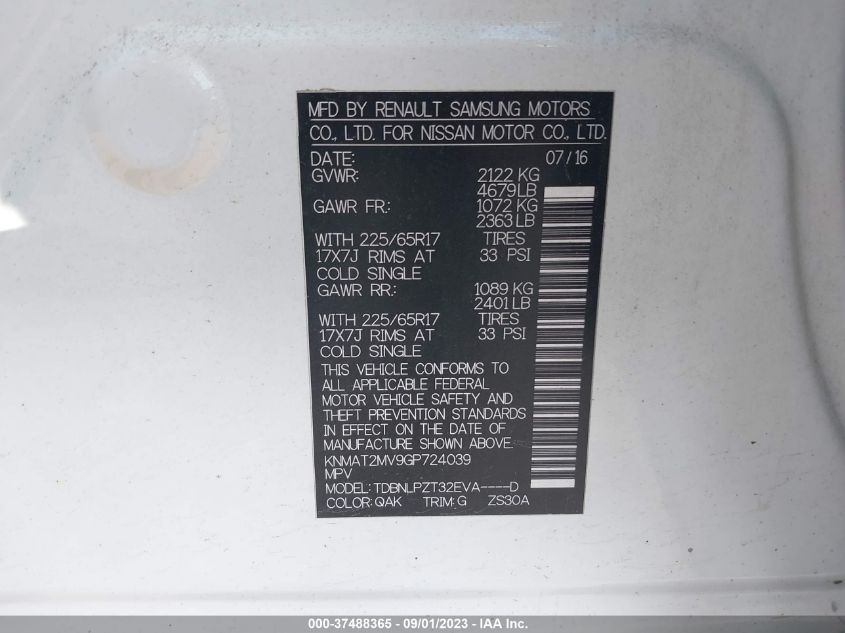 MFD BY RENAULT SAMSUNG MOTORS
CO., LTD. FOR NISSAN MOTOR CO., LTD.
DATE: 07/16
GVWR: 2122 KG
4679LB
GAWR FR: 1072 KG
2363LB
WITH 225/65R17 TIRES
17X7J RIMS AT 33 PSI
COLD SINGLE
GAWR RR: 1089 KG
2401LB
WITH 225/65R17 TIRES
17X7J RIMS AT 33 PSI
COLD SINGLE
THIS VEHICLE CONFORMS TO
ALL APPLICABLE FEDERAL
MOTOR VEHICLE SAFETY AND
THEFT PREVENTION STANDARDS
IN EFFECT ON THE DATE OF
MANUFACTURE SHOWN ABOVE.
KNMAT2MV9GP724039
MPV
MODEL: TDBNLPZT32EVA----D
COLOR: QAK TRIM: G ZS30A
000-37488365 - 09/01/2023 - IAA Inc.